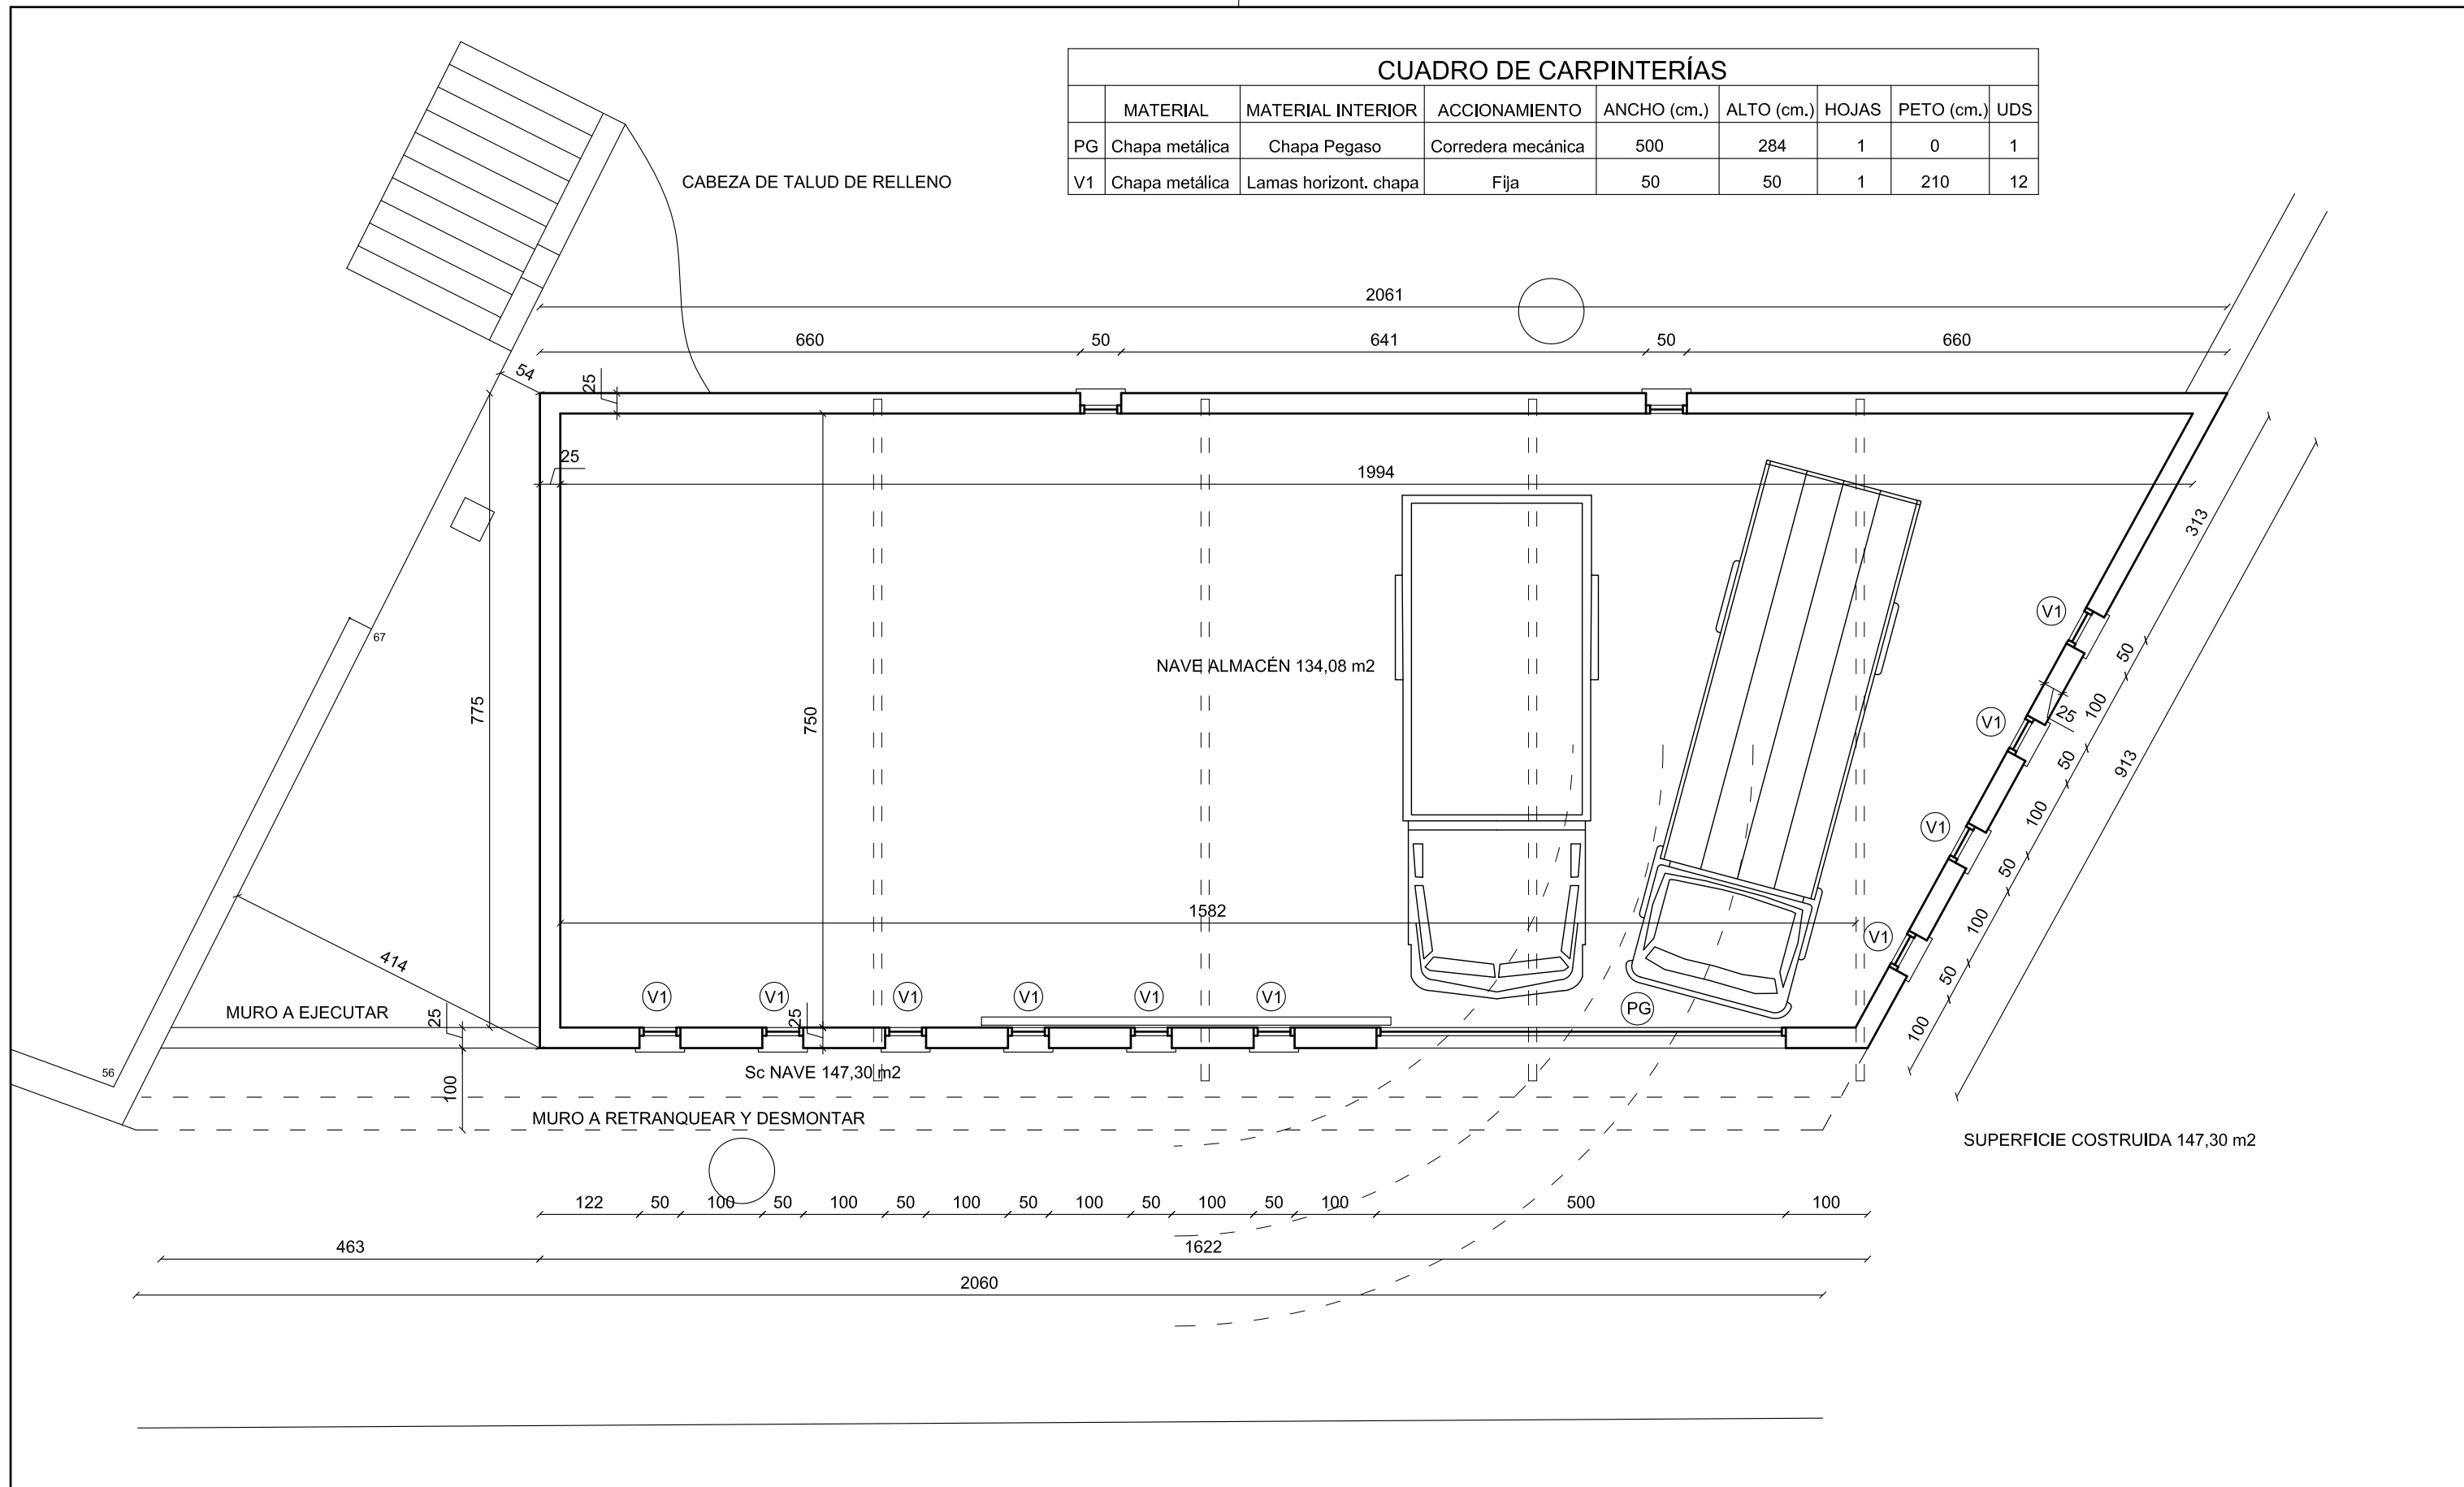 CUADRO DE CARPINTERÍAS
MATERIAL MATERIAL INTERIOR ACCIONAMIENTO ANCHO (cm.) ALTO (cm.) HOJAS PETO (cm.) UDS
PG Chapa metálica Chapa Pegaso Corredera mecánica 500 284 1 0 1
V1 Chapa metálica Lamas horizont. chapa Fija 50 50 1 210 12
CABEZA DE TALUD DE RELLENO
2061
660 50 641 50 660
54
25
25
1994
313
V1
67
50
NAVE ALMACÉN 134,08 m2
775
750
100
25
V1
50
913
100
V1
50
1582
100
V1
414
50
V1 V1 V1 V1 V1 V1
PG
MURO A EJECUTAR
25
25
100
56
Sc NAVE 147,30 m2
100
MURO A RETRANQUEAR Y DESMONTAR
SUPERFICIE COSTRUIDA 147,30 m2
122 50 100 50 100 50 100 50 100 50 100 50 100 500 100
463 1622
2060